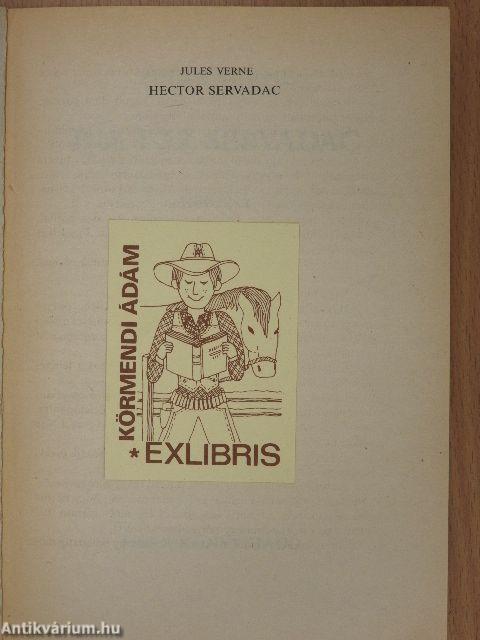 JULES VERNE
HECTOR SERVADAC
KÖRMENDI ÁDÁM
* EXLIBRIS
Antikvárium.hu